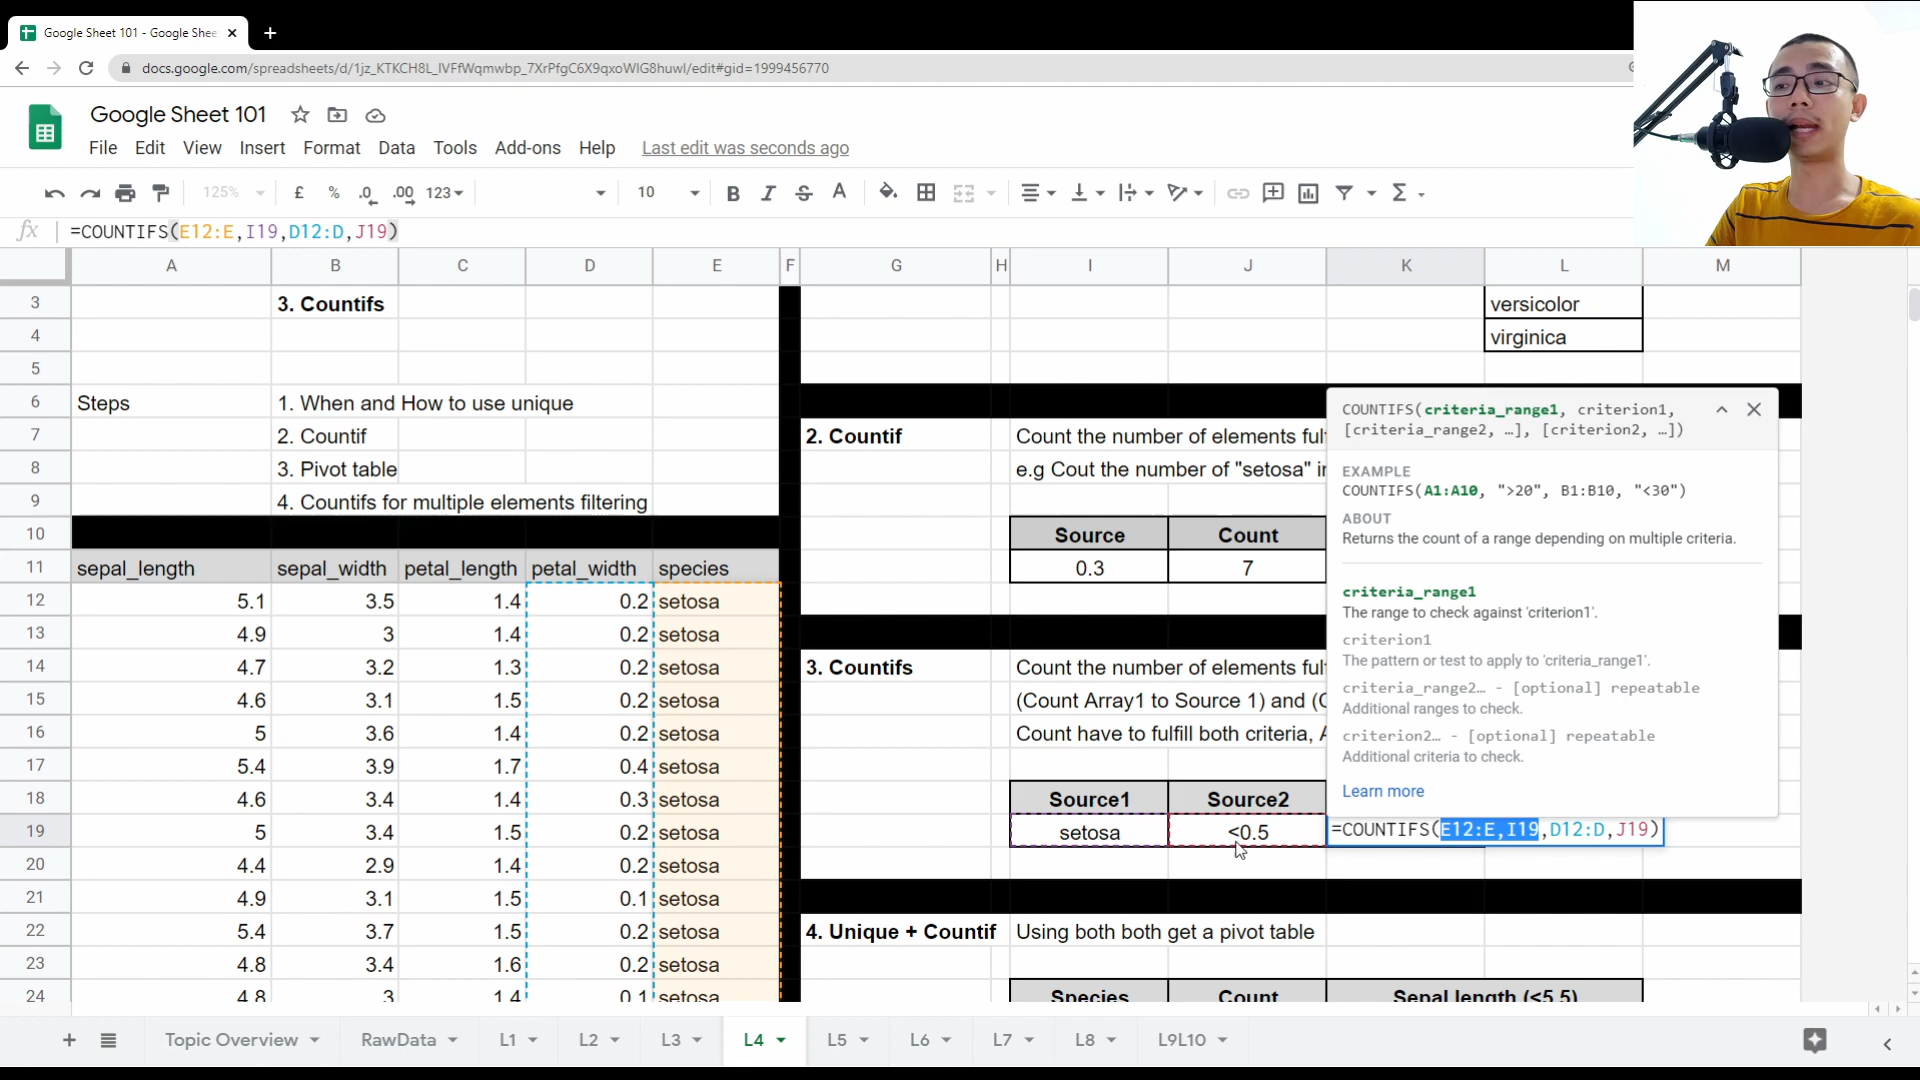 Google Sheet 101 - Google Shee
docs.google.com/spreadsheets/d/1jz_KTKCH8L_lVFfWqmwbp_7XrPfgC6X9qxoWlG8huwI/edit#gid=1999456770
Google Sheet 101
File Edit View Insert Format Data Tools Add-ons Help Last edit was seconds ago
125% £ % .0 .00 123 10 B I S A Σ
fx =COUNTIFS(E12:E,I19,D12:D,J19)
A B C D E F G H I J K L M
3 3. Countifs versicolor
4 virginica
5
6 Steps 1. When and How to use unique
7 2. Countif 2. Countif Count the number of elements ful
8 3. Pivot table e.g Cout the number of "setosa" in
9 4. Countifs for multiple elements filtering
10 Source Count
11 sepal_length sepal_width petal_length petal_width species 0.3 7
12 5.1 3.5 1.4 0.2 setosa
13 4.9 3 1.4 0.2 setosa
14 4.7 3.2 1.3 0.2 setosa 3. Countifs Count the number of elements ful
15 4.6 3.1 1.5 0.2 setosa (Count Array1 to Source 1) and (C
16 5 3.6 1.4 0.2 setosa Count have to fulfill both criteria, A
17 5.4 3.9 1.7 0.4 setosa
18 4.6 3.4 1.4 0.3 setosa Source1 Source2
19 5 3.4 1.5 0.2 setosa setosa <0.5 =COUNTIFS(E12:E,I19,D12:D,J19)
20 4.4 2.9 1.4 0.2 setosa
21 4.9 3.1 1.5 0.1 setosa
22 5.4 3.7 1.5 0.2 setosa 4. Unique + Countif Using both both get a pivot table
23 4.8 3.4 1.6 0.2 setosa
24 4.8 3 1.4 0.1 setosa Species Count Sepal length (<5.5)
COUNTIFS(criteria_range1, criterion1,
[criteria_range2, …], [criterion2, …])
EXAMPLE
COUNTIFS(A1:A10, ">20", B1:B10, "<30")
ABOUT
Returns the count of a range depending on multiple criteria.
criteria_range1
The range to check against 'criterion1'.
criterion1
The pattern or test to apply to 'criteria_range1'.
criteria_range2… - [optional] repeatable
Additional ranges to check.
criterion2… - [optional] repeatable
Additional criteria to check.
Learn more
Topic Overview RawData L1 L2 L3 L4 L5 L6 L7 L8 L9L10